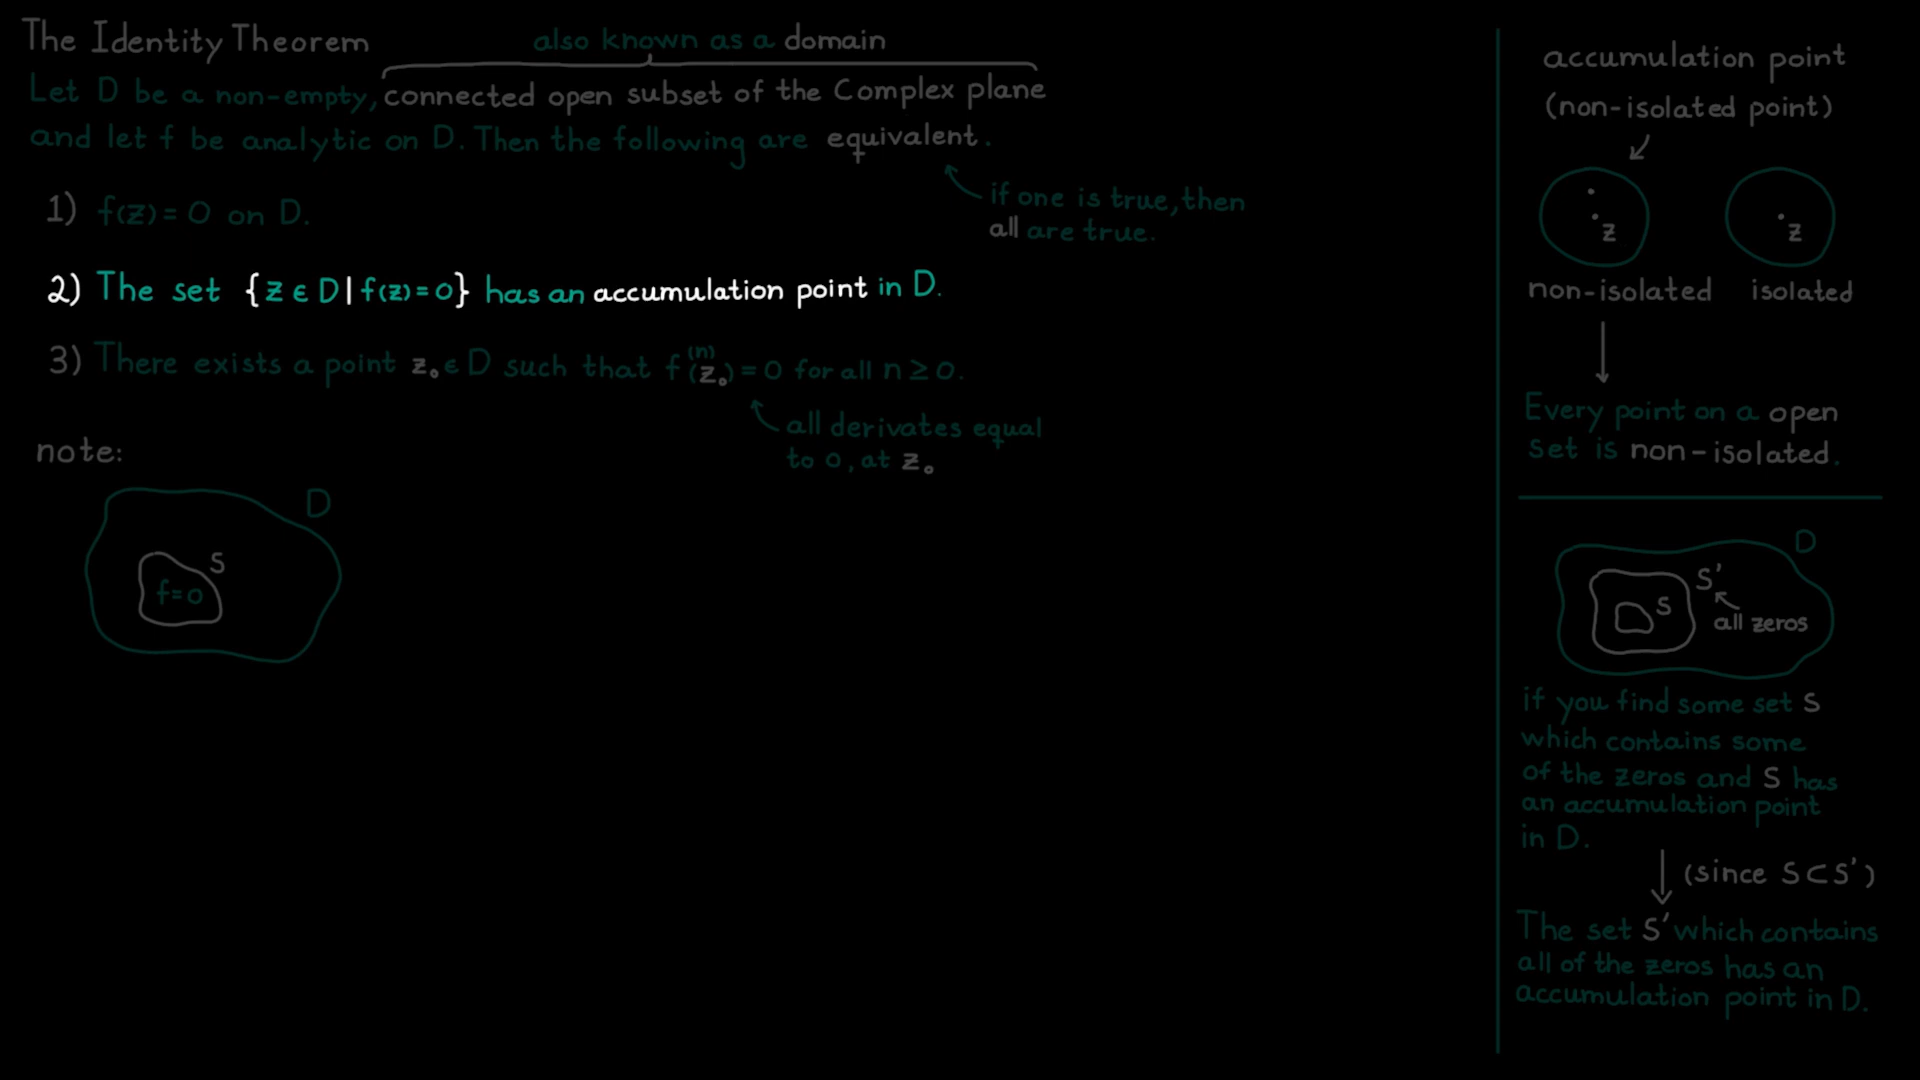 The Identity Theorem
also known as a domain
Let D be a non-empty, connected open subset of the Complex plane
and let f be analytic on D. Then the following are equivalent.
if one is true, then
all are true.
1) f(z) = 0 on D.
2) The set {z ∈ D | f(z) = 0} has an accumulation point in D.
3) There exists a point z₀ ∈ D such that f⁽ⁿ⁾(z₀) = 0 for all n ≥ 0.
all derivates equal
to 0, at z₀
note:
D
S
f=0
accumulation point
(non-isolated point)
z
z
non-isolated isolated
Every point on a open
set is non-isolated.
D
S'
S
all zeros
if you find some set S
which contains some
of the zeros and S has
an accumulation point
in D.
(since S ⊂ S')
The set S' which contains
all of the zeros has an
accumulation point in D.